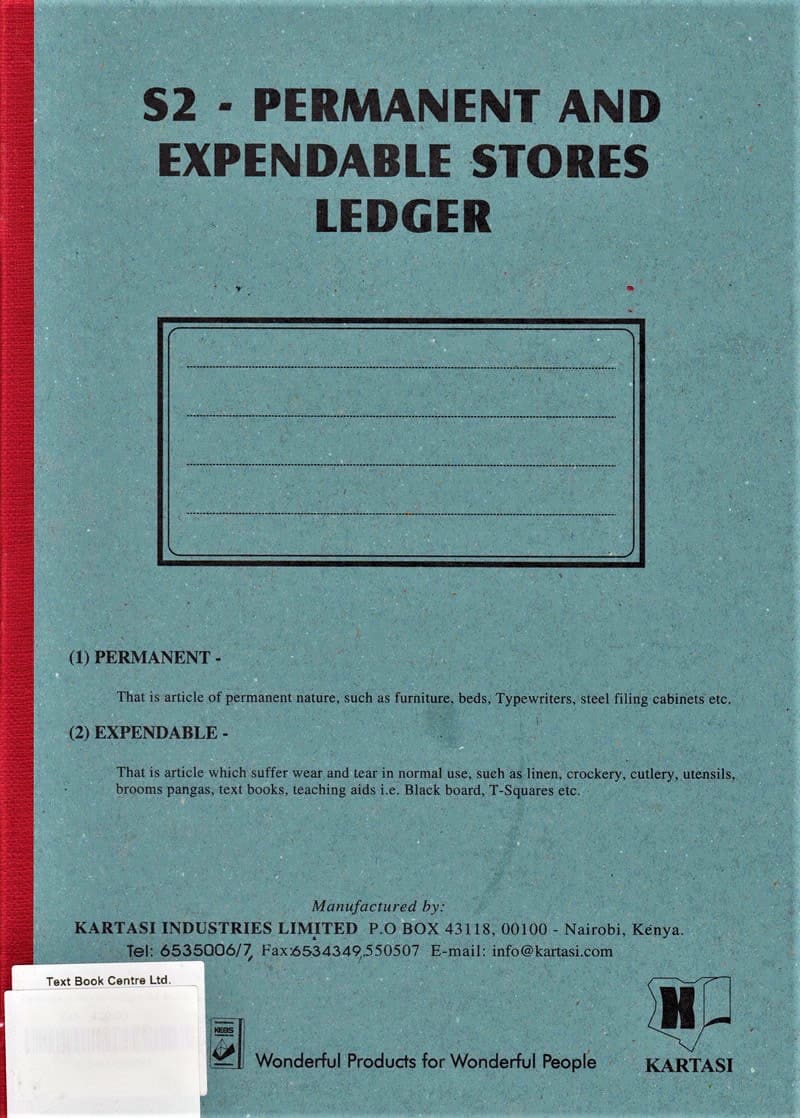 S2 - PERMANENT AND
EXPENDABLE STORES
LEDGER
(1) PERMANENT -
That is article of permanent nature, such as furniture, beds, Typewriters, steel filing cabinets etc.
(2) EXPENDABLE -
That is article which suffer wear and tear in normal use, such as linen, crockery, cutlery, utensils,
brooms pangas, text books, teaching aids i.e. Black board, T-Squares etc.
Manufactured by:
KARTASI INDUSTRIES LIMITED P.O BOX 43118, 00100 - Nairobi, Kenya.
Tel: 6535006/7, Fax:6534349,550507 E-mail: info@kartasi.com
Text Book Centre Ltd.
KEBS
Wonderful Products for Wonderful People
K
KARTASI